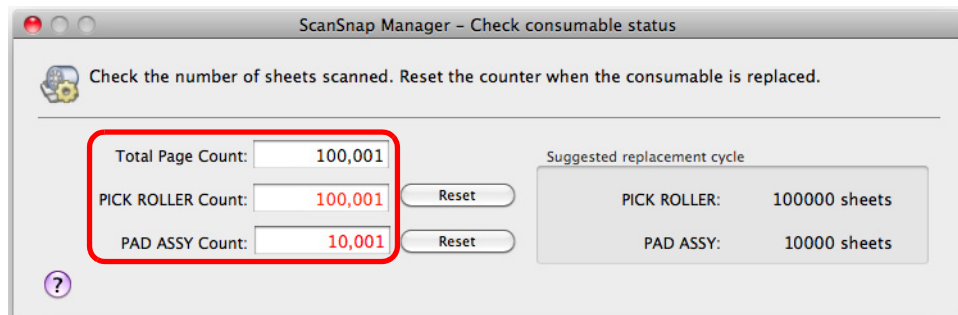 ScanSnap Manager – Check consumable status
Check the number of sheets scanned. Reset the counter when the consumable is replaced.
Total Page Count: 100,001
Suggested replacement cycle
PICK ROLLER Count: 100,001 Reset PICK ROLLER: 100000 sheets
PAD ASSY Count: 10,001 Reset PAD ASSY: 10000 sheets
?